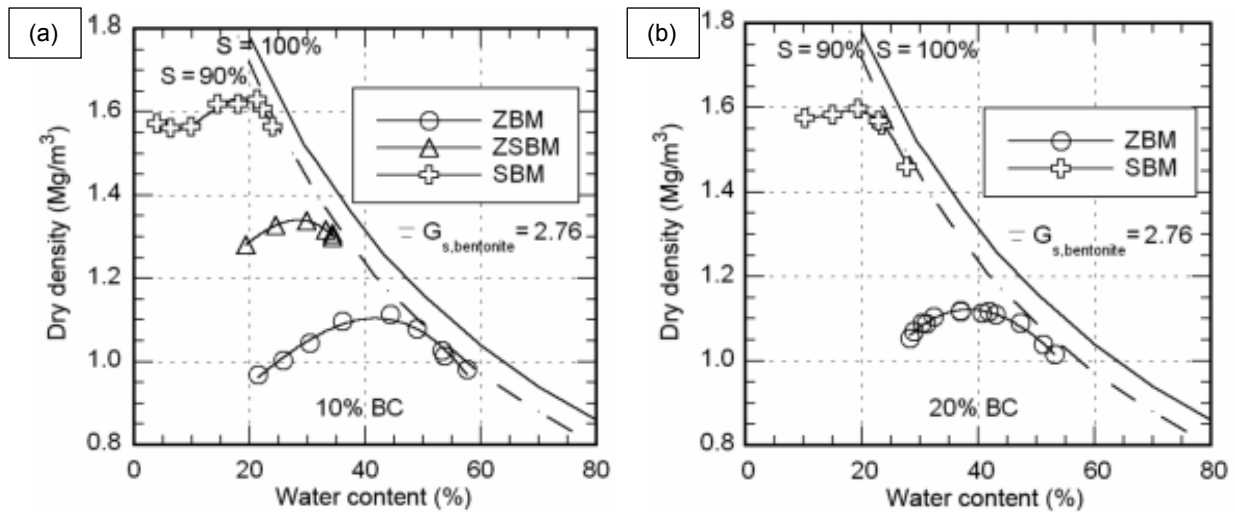 (a)
1.8
1.6
1.4
1.2
1.0
0.8
Dry density (Mg/m³)
S = 100%
S = 90%
ZBM
ZSBM
SBM
G s,bentonite = 2.76
10% BC
0 20 40 60 80
Water content (%)
(b)
1.8
1.6
1.4
1.2
1.0
0.8
Dry density (Mg/m³)
S = 90% S = 100%
ZBM
SBM
G s,bentonite = 2.76
20% BC
0 20 40 60 80
Water content (%)